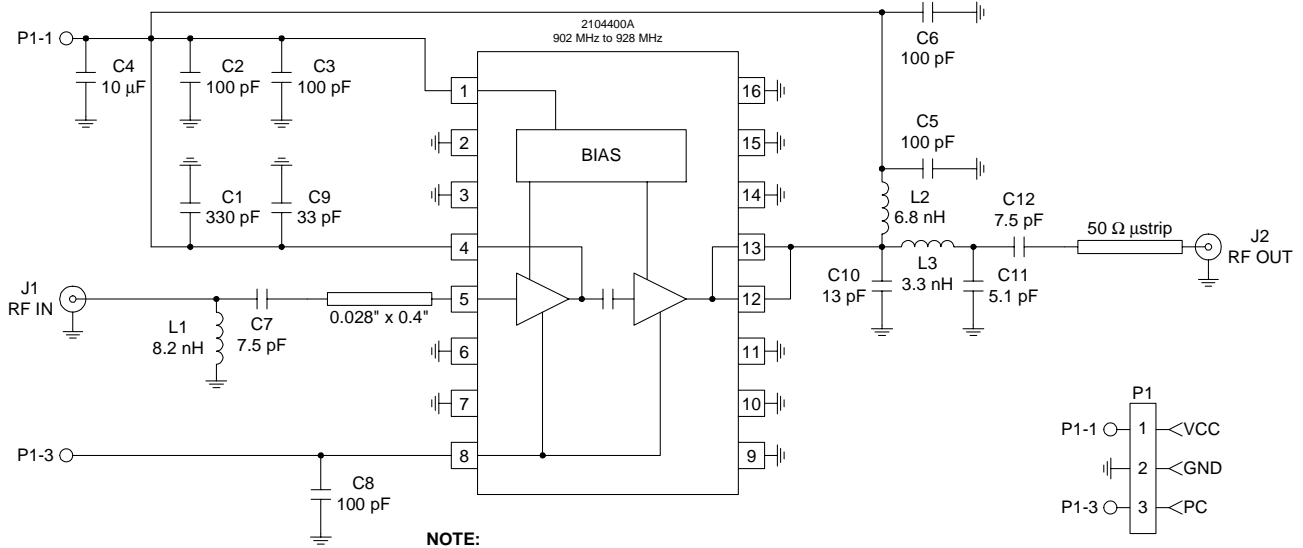 2104400A
902 MHz to 928 MHz
P1-1
C4
10 µF
C2
100 pF
C3
100 pF
C1
330 pF
C9
33 pF
J1
RF IN
L1
8.2 nH
C7
7.5 pF
0.028" x 0.4"
P1-3
C8
100 pF
1
2
3
4
5
6
7
8
BIAS
16
15
14
13
12
11
10
9
C6
100 pF
C5
100 pF
L2
6.8 nH
C12
7.5 pF
50 Ω µstrip
J2
RF OUT
C10
13 pF
L3
3.3 nH
C11
5.1 pF
P1
P1-1 1 VCC
2 GND
P1-3 3 PC
NOTE: